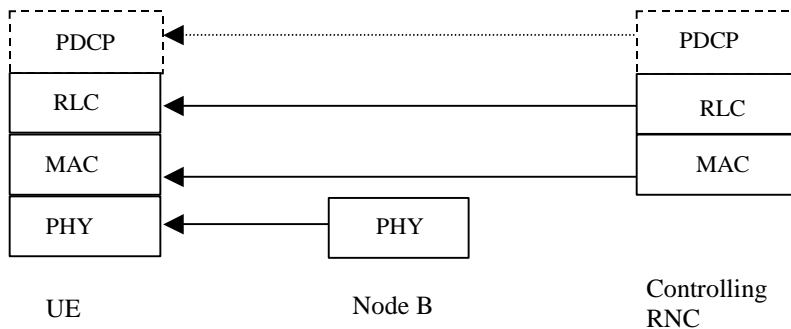 PDCP
PDCP
RLC
RLC
MAC
MAC
PHY
PHY
UE
Node B
Controlling
RNC